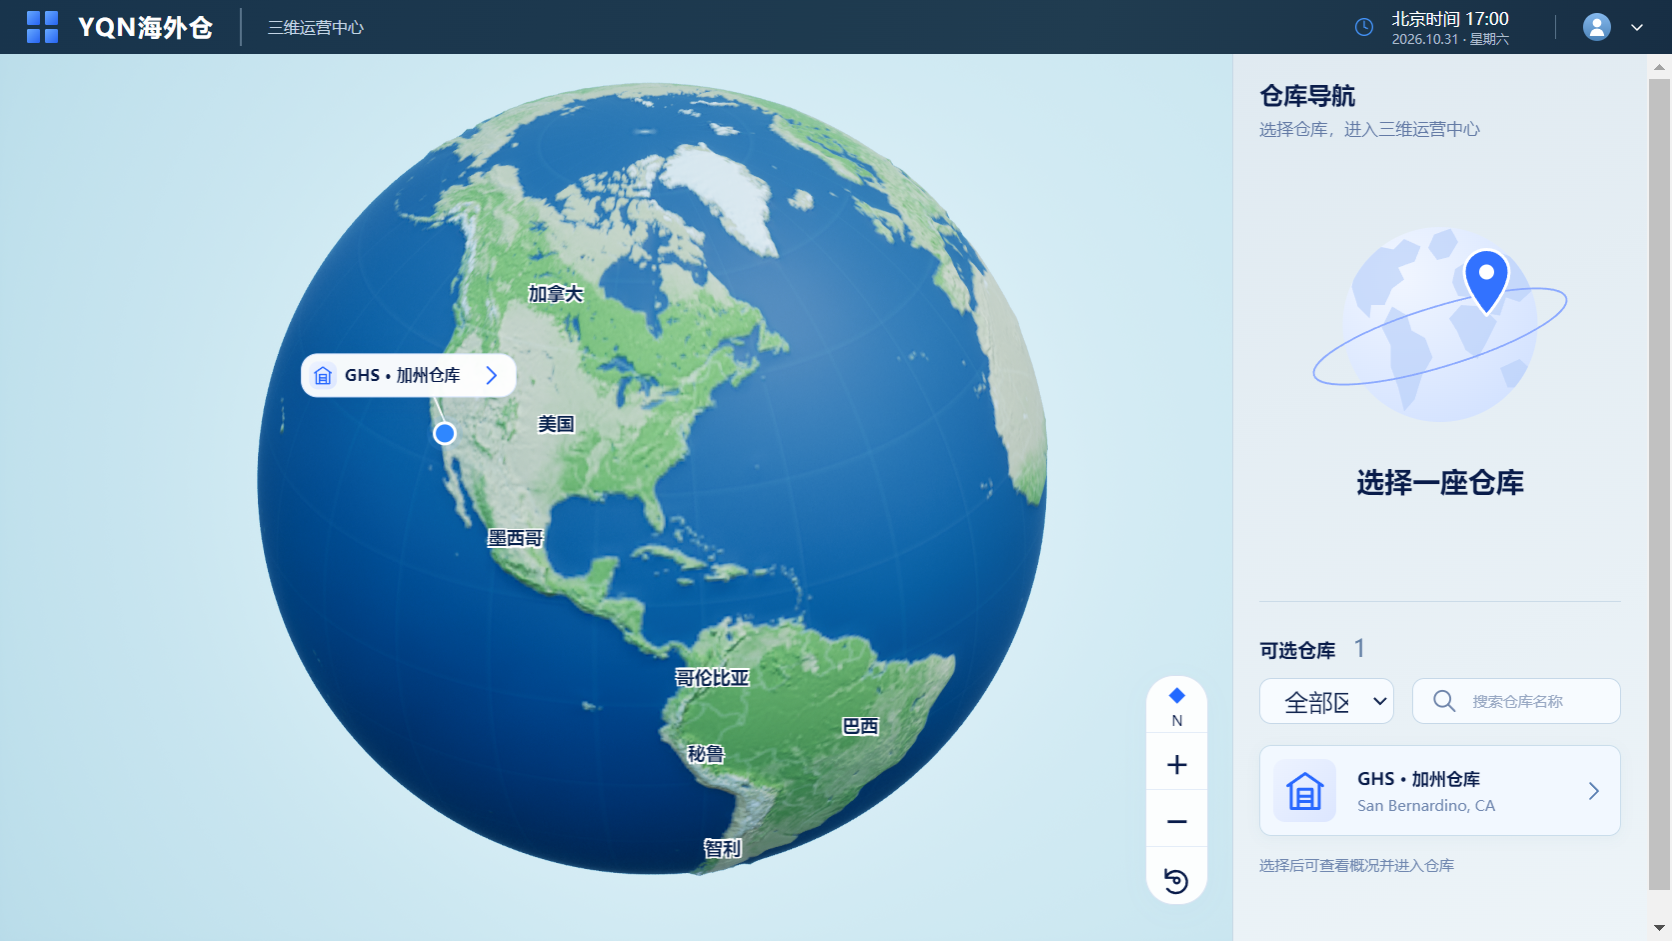 YQN海外仓
三维运营中心
北京时间 17:00
2026.10.31 · 星期六
加拿大
GHS • 加州仓库
美国
墨西哥
哥伦比亚
巴西
秘鲁
智利
N
仓库导航
选择仓库，进入三维运营中心
选择一座仓库
可选仓库 1
全部区
搜索仓库名称
GHS • 加州仓库
San Bernardino, CA
选择后可查看概况并进入仓库